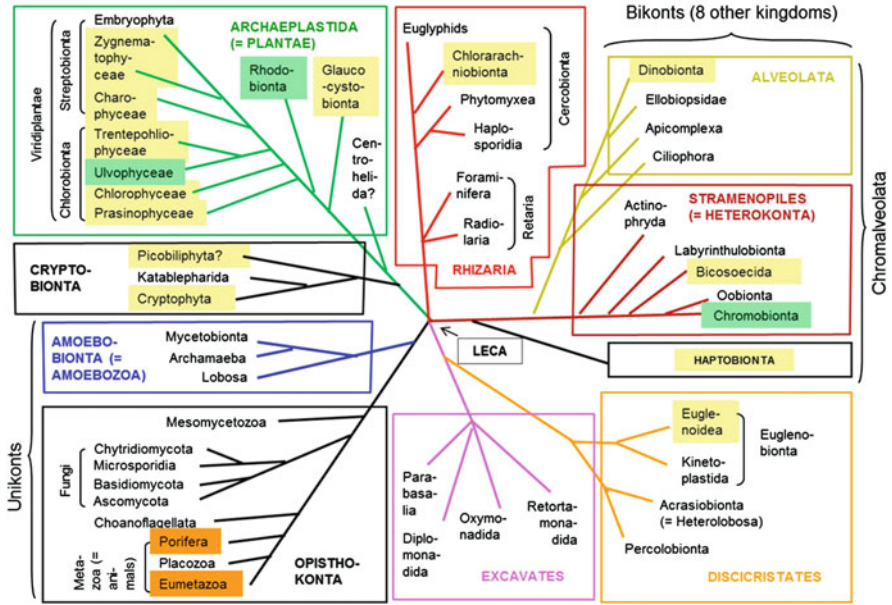 Bikonts (8 other kingdoms)
Embryophyta
Zygnema-
tophy-
ceae
Charo-
phyceae
Streptobionta
Trentepohlio-
phyceae
Ulvophyceae
Chlorophyceae
Prasinophyceae
Chlorobionta
Viridiplantae
ARCHAEPLASTIDA
(= PLANTAE)
Rhodo-
bionta
Glauco
-cysto-
bionta
Cen-
tro-
heli-
da?
Euglyphids
Chlorarach-
niobionta
Phytomyxea
Haplo-
sporidia
Cercobionta
Forami-
nifera
Radio-
laria
Retaria
RHIZARIA
Dinobionta
ALVEOLATA
Ellobiopsidae
Apicomplexa
Ciliophora
STRAMENOPILES
(= HETEROKONTA)
Actino-
phryda
Labyrinthulobionta
Bicosoecida
Oobionta
Chromobionta
HAPTOBIONTA
Chromalveolata
CRYPTO-
BIONTA
Picobiliphyta?
Katablepharida
Cryptophyta
AMOEBO-
BIONTA (=
AMOEBOZOA)
Mycetobionta
Archamaeba
Lobosa
LECA
Unikonts
Mesomycetozoa
Fungi
Chytridiomycota
Microsporidia
Basidiomycota
Ascomycota
Choanoflagellata
Meta-
zoa (=
ani-
mals)
Porifera
Placozoa
Eumetazoa
OPISTHO-
KONTA
Para-
basa-
lia
Diplo-
mona-
dida
Oxymo-
nadida
Retorta-
mona-
dida
EXCAVATES
Eugle-
noidea
Kineto-
plastida
Eugleno-
bionta
Acrasiobionta
(= Heterolobosa)
Percolobionta
DISCICRISTATES